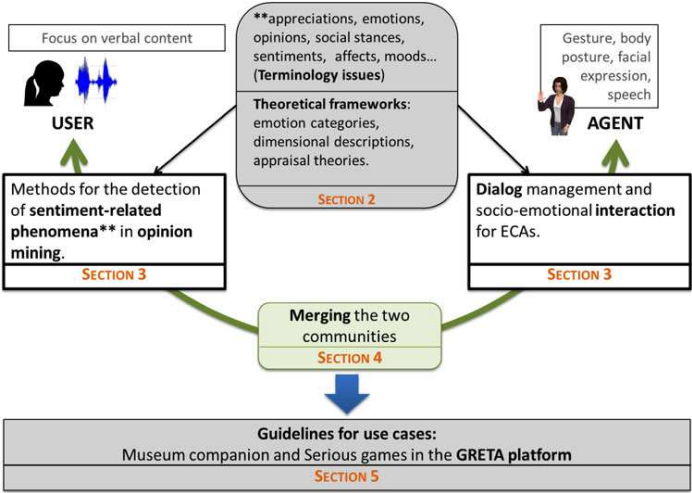 Focus on verbal content
USER
**appreciations, emotions,
opinions, social stances,
sentiments, affects, moods...
(Terminology issues)
Theoretical frameworks:
emotion categories,
dimensional descriptions,
appraisal theories.
SECTION 2
Gesture, body
posture, facial
expression,
speech
AGENT
Methods for the detection
of sentiment-related
phenomena** in opinion
mining.
SECTION 3
Dialog management and
socio-emotional interaction
for ECAs.
SECTION 3
Merging the two
communities
SECTION 4
Guidelines for use cases:
Museum companion and Serious games in the GRETA platform
SECTION 5